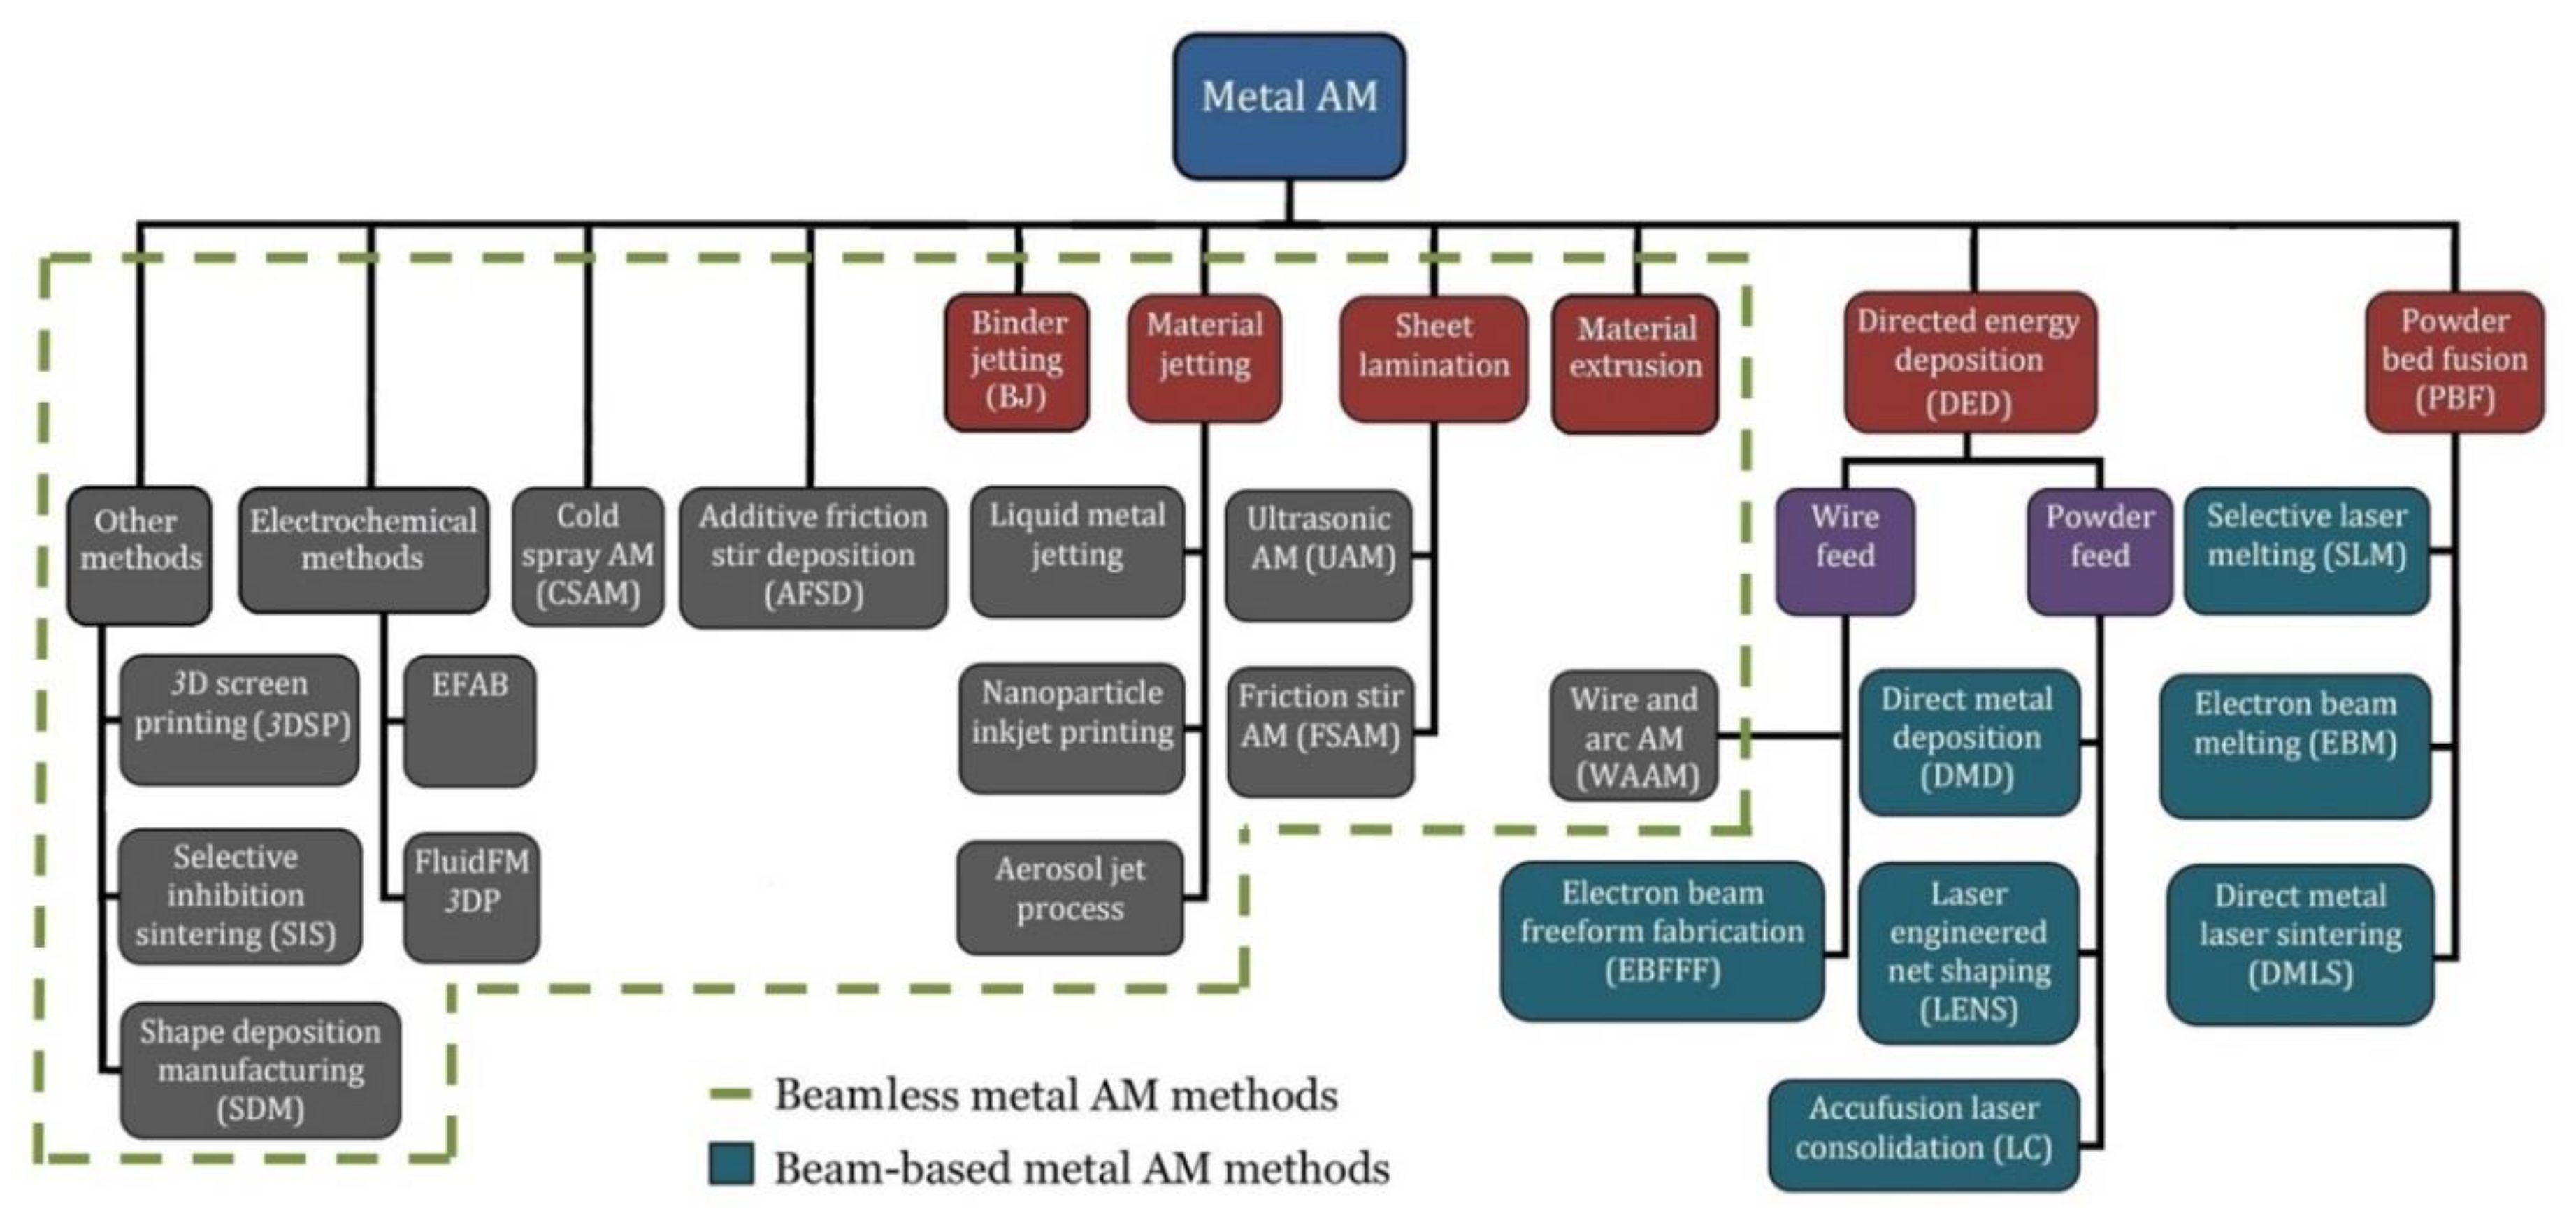 Metal AM
Binder
jetting
(BJ)
Material
jetting
Sheet
lamination
Material
extrusion
Directed energy
deposition
(DED)
Powder
bed fusion
(PBF)
Other
methods
Electrochemical
methods
Cold
spray AM
(CSAM)
Additive friction
stir deposition
(AFSD)
Liquid metal
jetting
Ultrasonic
AM (UAM)
Wire
feed
Powder
feed
Selective laser
melting (SLM)
3D screen
printing (3DSP)
EFAB
Nanoparticle
inkjet printing
Friction stir
AM (FSAM)
Wire and
arc AM
(WAAM)
Direct metal
deposition
(DMD)
Electron beam
melting (EBM)
Selective
inhibition
sintering (SIS)
FluidFM
3DP
Aerosol jet
process
Electron beam
freeform fabrication
(EBFFF)
Laser
engineered
net shaping
(LENS)
Direct metal
laser sintering
(DMLS)
Shape deposition
manufacturing
(SDM)
Accufusion laser
consolidation (LC)
Beamless metal AM methods
Beam-based metal AM methods